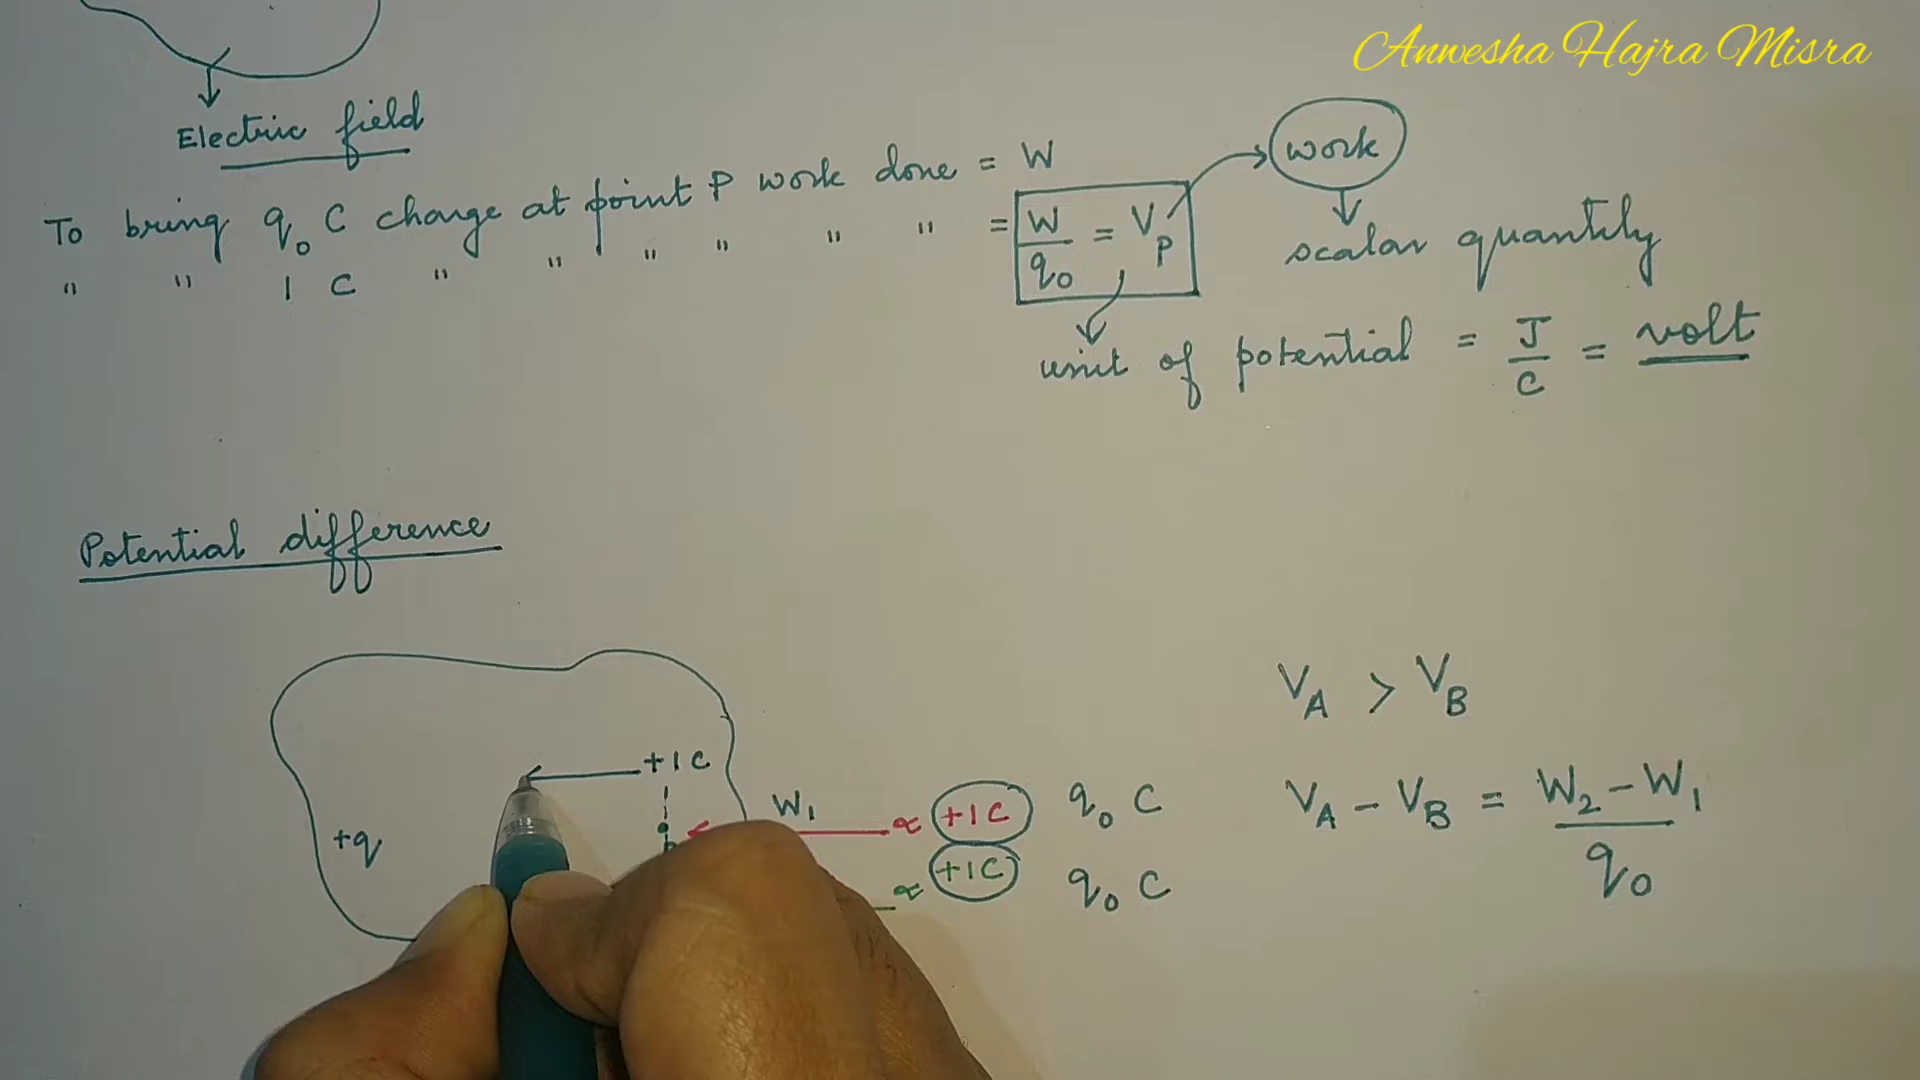 Anwesha Hajra Misra
Electric field
To bring q₀ C charge at point P work done = W
" " 1 C " " " " " " = W/q₀ = V_P
work
scalar quantity
unit of potential = J/C = volt
Potential difference
V_A > V_B
+1C
W₁ ∝ +1C q₀ C
V_A - V_B = (W₂ - W₁)/q₀
+q
∝ +1C q₀ C